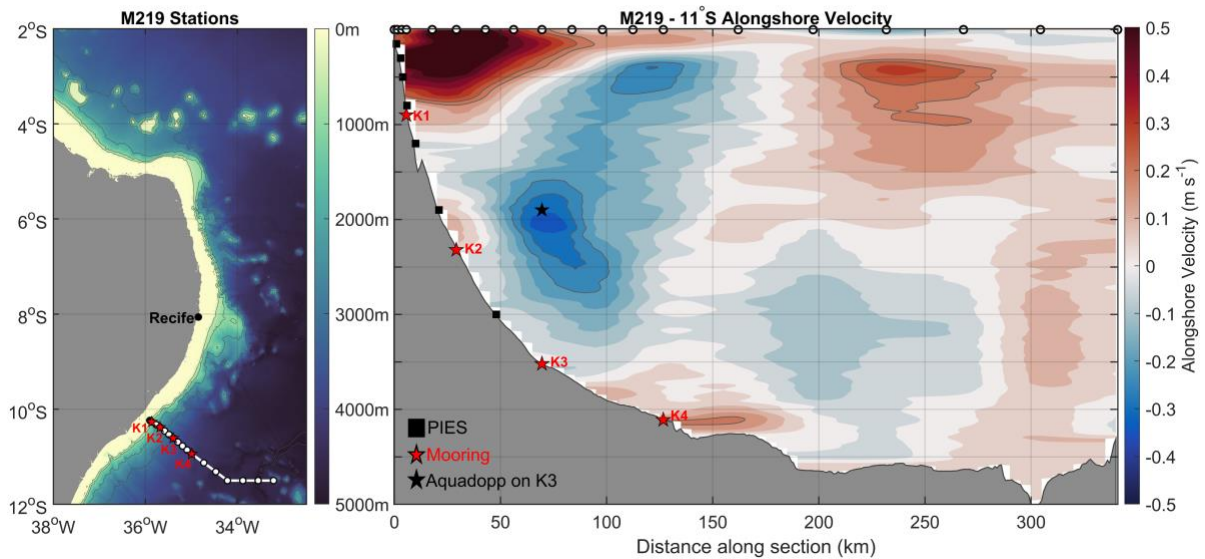 M219 Stations
2°S
4°S
6°S
8°S
10°S
12°S
38°W
36°W
34°W
Recife
K1
K2
K3
K4
0m
1000m
2000m
3000m
4000m
5000m
M219 - 11°S Alongshore Velocity
K1
K2
K3
K4
PIES
Mooring
Aquadopp on K3
0
50
100
150
200
250
300
Distance along section (km)
0.5
0.4
0.3
0.2
0.1
0
-0.1
-0.2
-0.3
-0.4
-0.5
Alongshore Velocity (m s⁻¹)